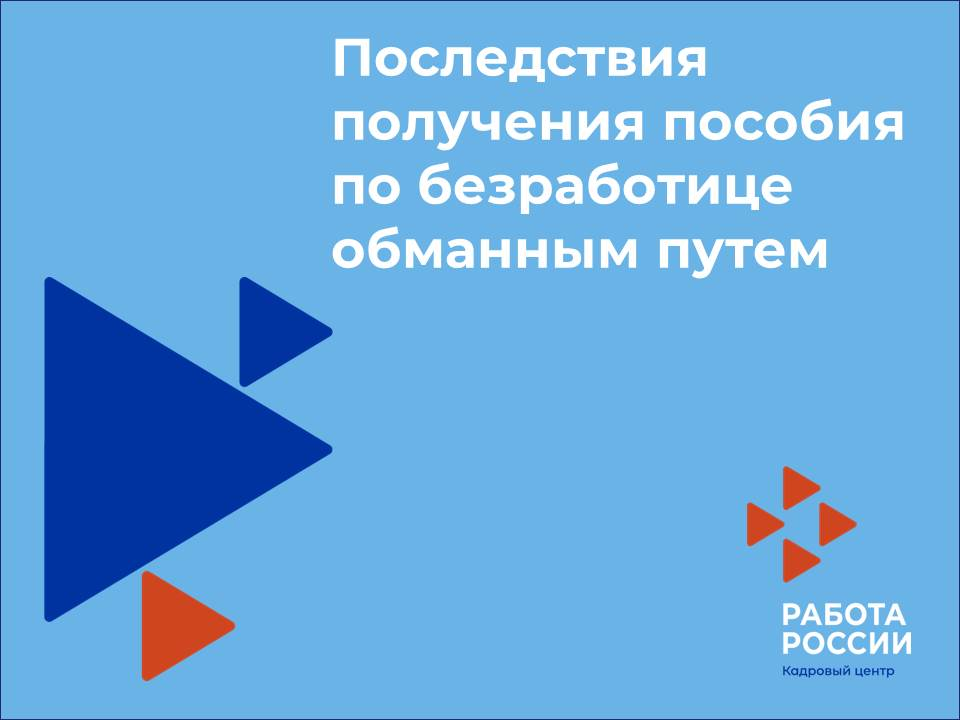 Последствия
получения пособия
по безработице
обманным путем
РАБОТА
РОССИИ
Кадровый центр